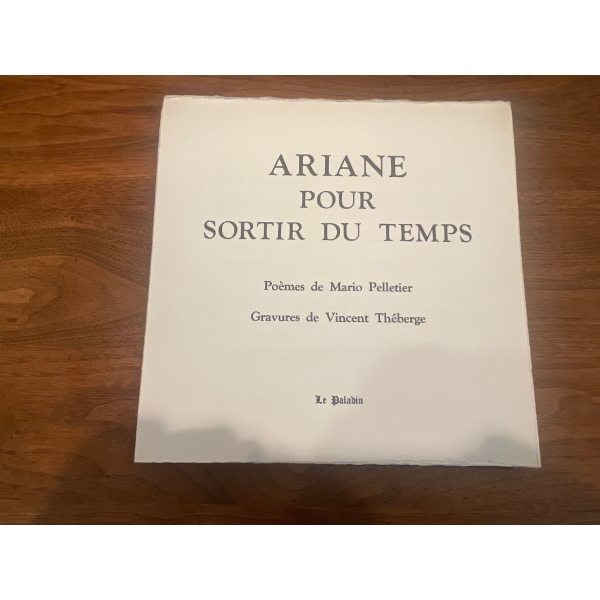 ARIANE
POUR
SORTIR DU TEMPS
Poèmes de Mario Pelletier
Gravures de Vincent Théberge
Le Paladin